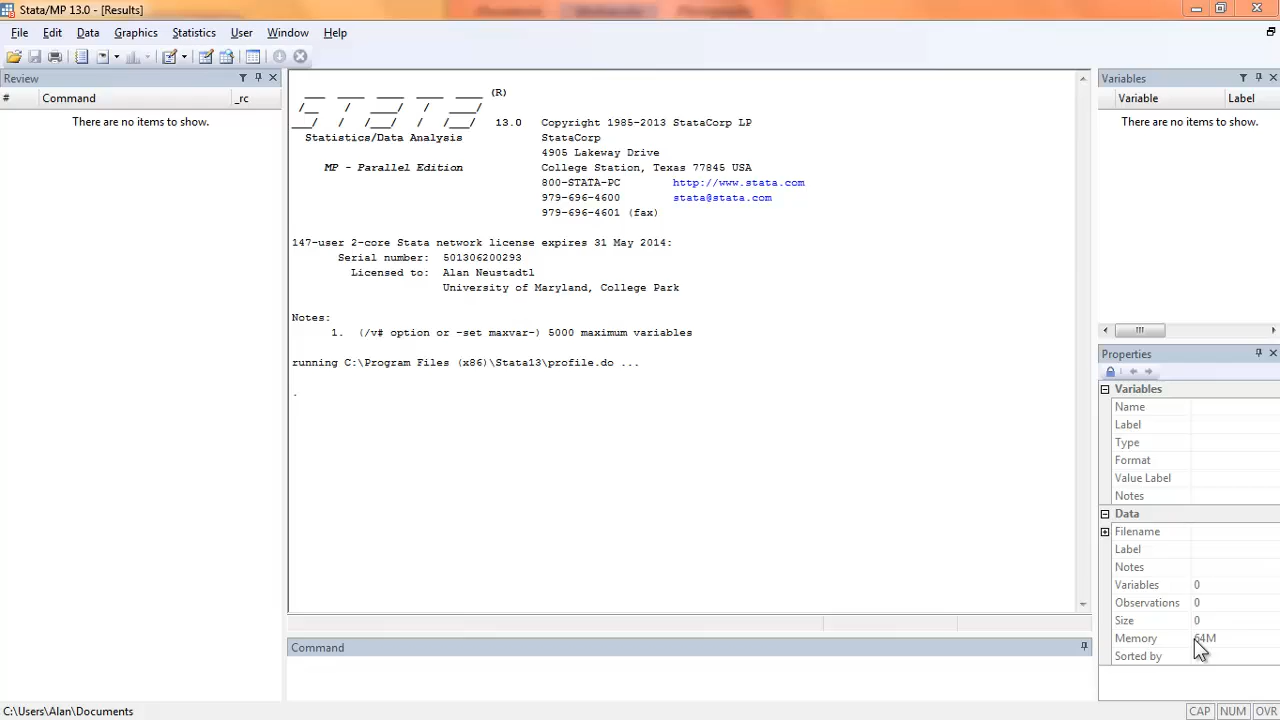 Stata/MP 13.0 - [Results]
File Edit Data Graphics Statistics User Window Help
Review
# Command _rc
There are no items to show.
(R)
13.0 Copyright 1985-2013 StataCorp LP
Statistics/Data Analysis StataCorp
4905 Lakeway Drive
MP - Parallel Edition College Station, Texas 77845 USA
800-STATA-PC http://www.stata.com
979-696-4600 stata@stata.com
979-696-4601 (fax)
147-user 2-core Stata network license expires 31 May 2014:
Serial number: 501306200293
Licensed to: Alan Neustadtl
University of Maryland, College Park
Notes:
1. (/v# option or -set maxvar-) 5000 maximum variables
running C:\Program Files (x86)\Stata13\profile.do ...
.
Command
Variables
Variable Label
There are no items to show.
Properties
Variables
Name
Label
Type
Format
Value Label
Notes
Data
Filename
Label
Notes
Variables 0
Observations 0
Size 0
Memory 64M
Sorted by
C:\Users\Alan\Documents
CAP NUM OVR